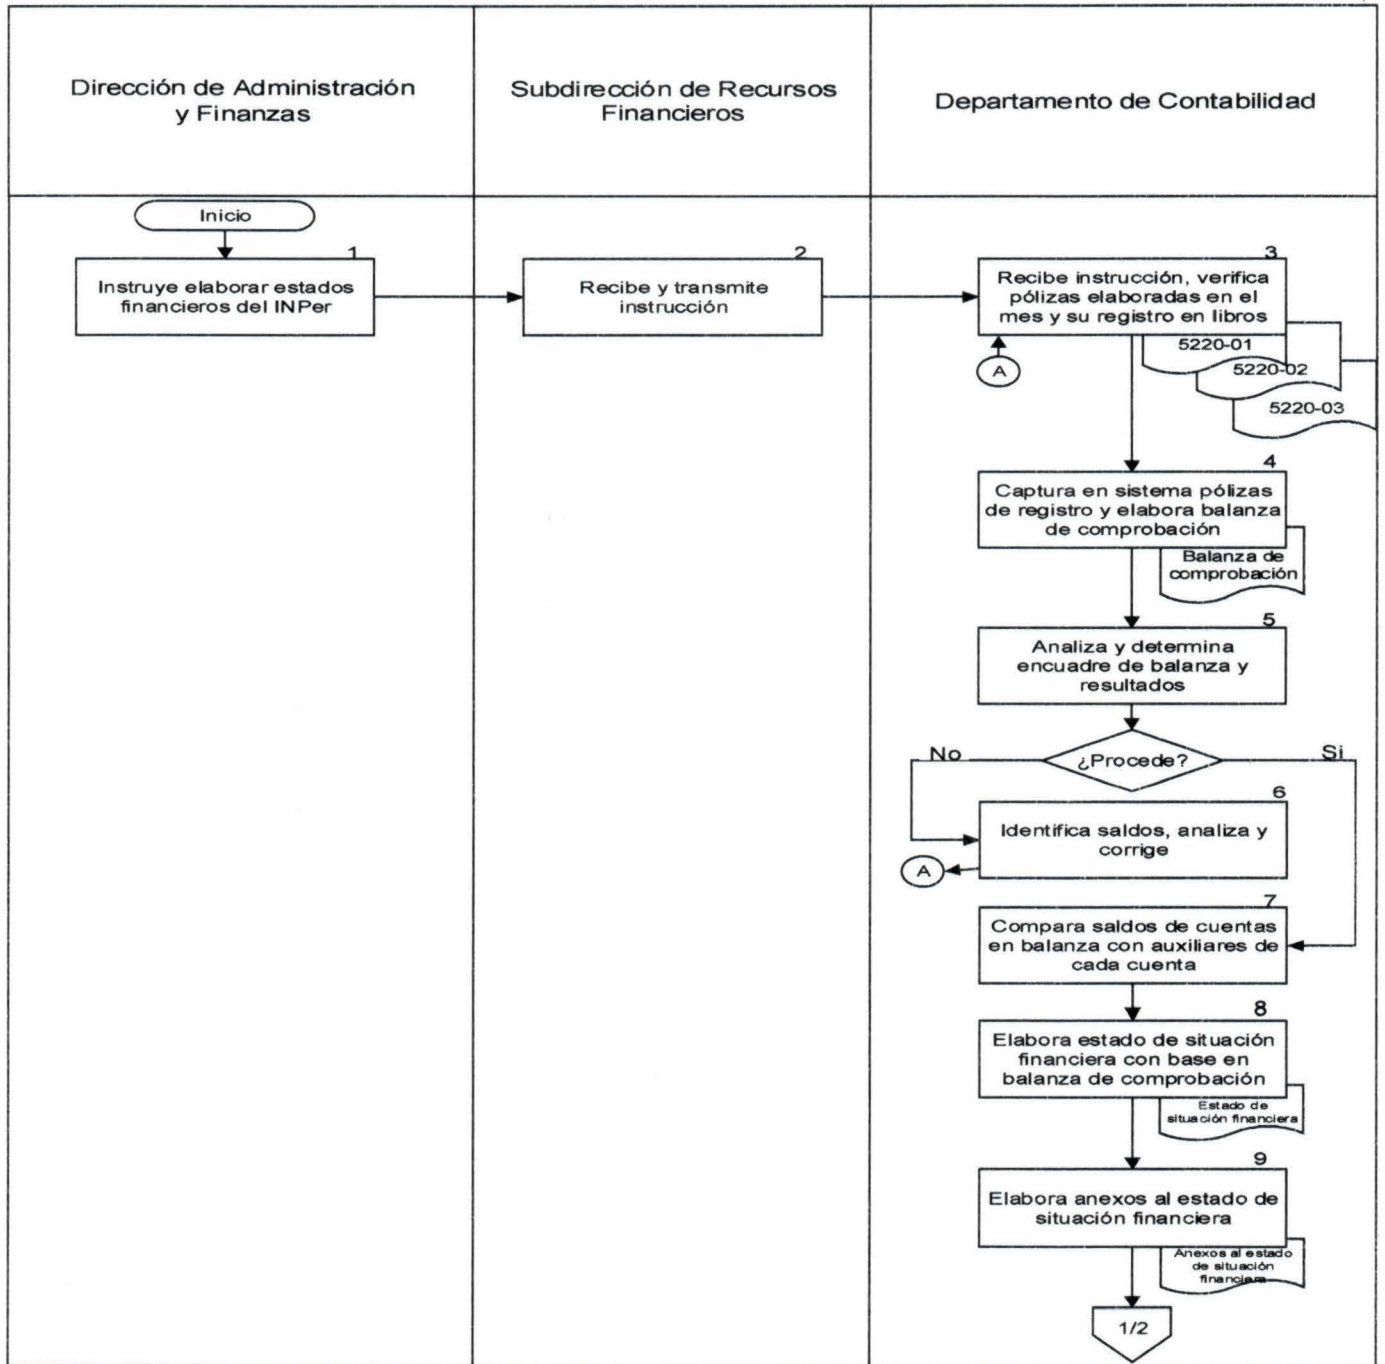 Dirección de Administración
y Finanzas
Subdirección de Recursos
Financieros
Departamento de Contabilidad
Inicio
1
Instruye elaborar estados
financieros del INPer
2
Recibe y transmite
instrucción
3
Recibe instrucción, verifica
pólizas elaboradas en el
mes y su registro en libros
5220-01
5220-02
5220-03
A
4
Captura en sistema pólizas
de registro y elabora balanza
de comprobación
Balanza de
comprobación
5
Analiza y determina
encuadre de balanza y
resultados
No
¿Procede?
Si
6
Identifica saldos, analiza y
corrige
A
7
Compara saldos de cuentas
en balanza con auxiliares de
cada cuenta
8
Elabora estado de situación
financiera con base en
balanza de comprobación
Estado de
situación financiera
9
Elabora anexos al estado de
situación financiera
Anexos al estado
de situación
financiera
1/2